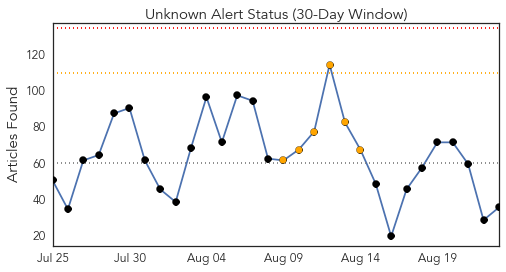 Unknown Alert Status (30-Day Window)
Articles Found
120
100
80
60
40
20
Jul 25 Jul 30 Aug 04 Aug 09 Aug 14 Aug 19